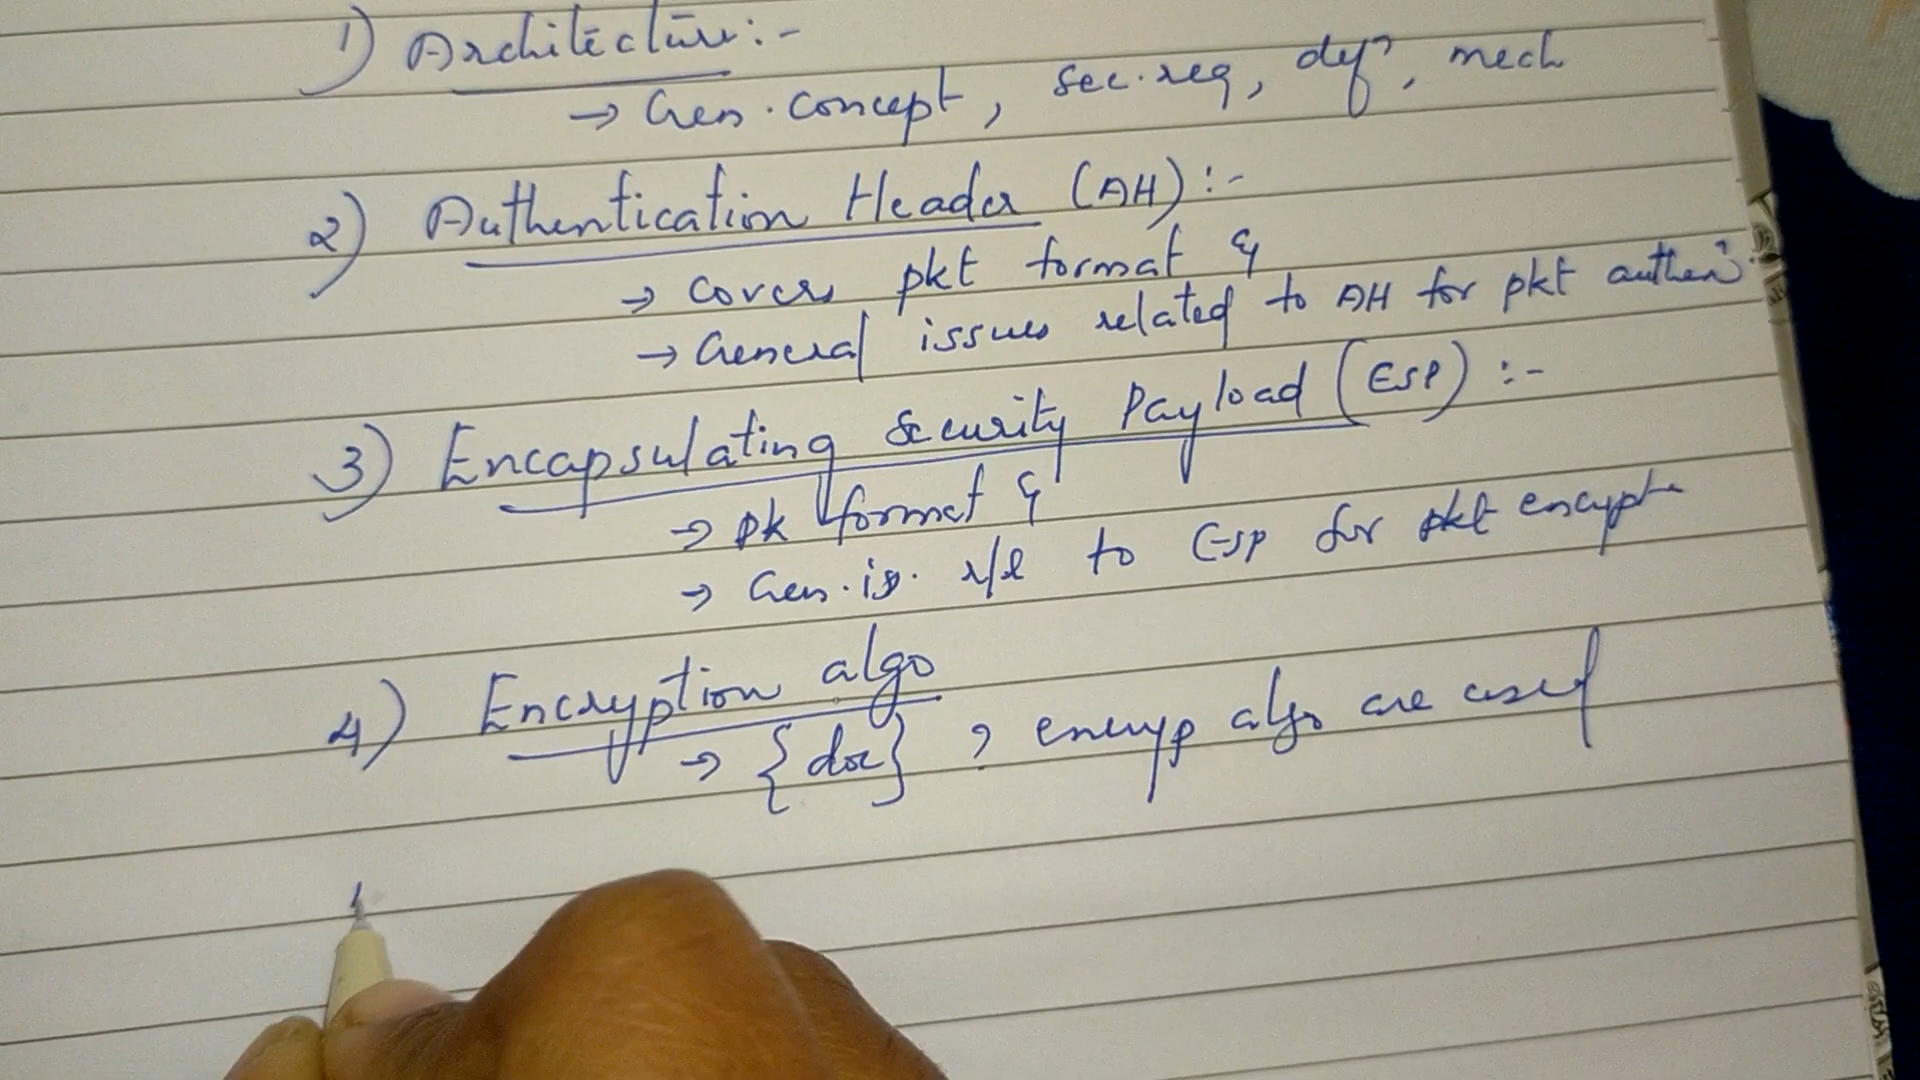 1) Architecture:-
→ Gen. concept, sec. req, defⁿ, mech
2) Authentication Header (AH):-
→ covers pkt format &
→ General issues related to AH for pkt authenⁿ.
3) Encapsulating Security Payload (ESP) :-
→ pk format &
→ Gen. is. r/l to ESP for pkt encrypt
4) Encryption algo
→ {doc} ? encryp algo are used